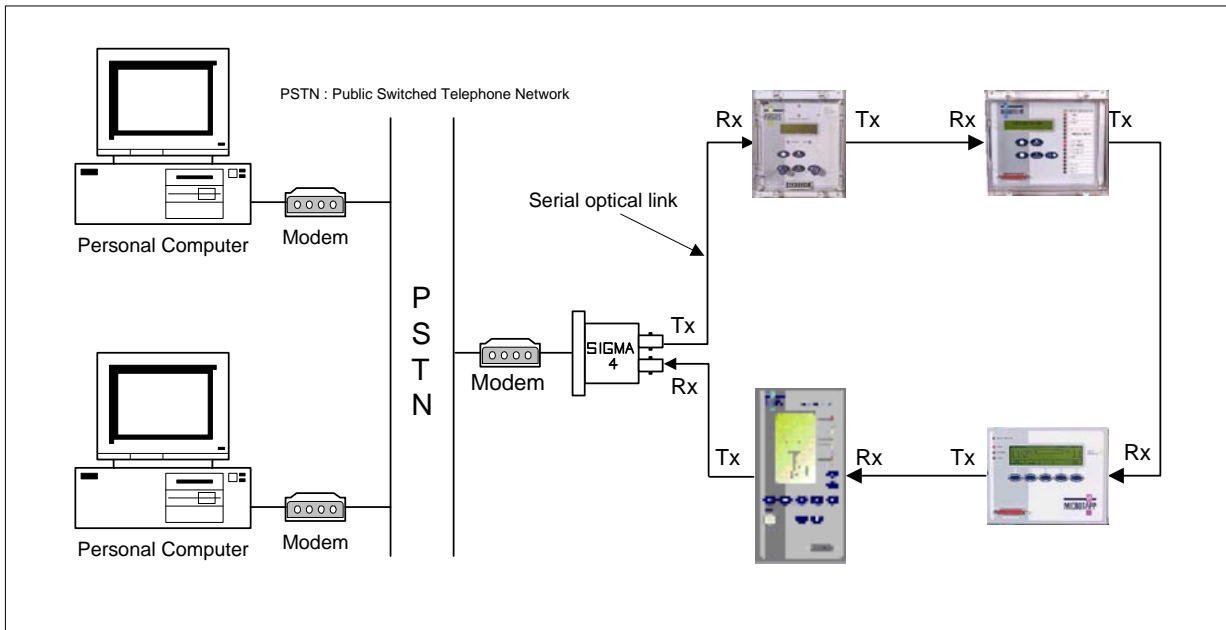 PSTN : Public Switched Telephone Network
Personal Computer
Modem
Personal Computer
Modem
P
S
T
N
Modem
SIGMA
4
Tx
Rx
Serial optical link
Rx
Tx
Rx
Tx
Rx
Tx
Rx
Tx
ARGUS
MICROTAPP